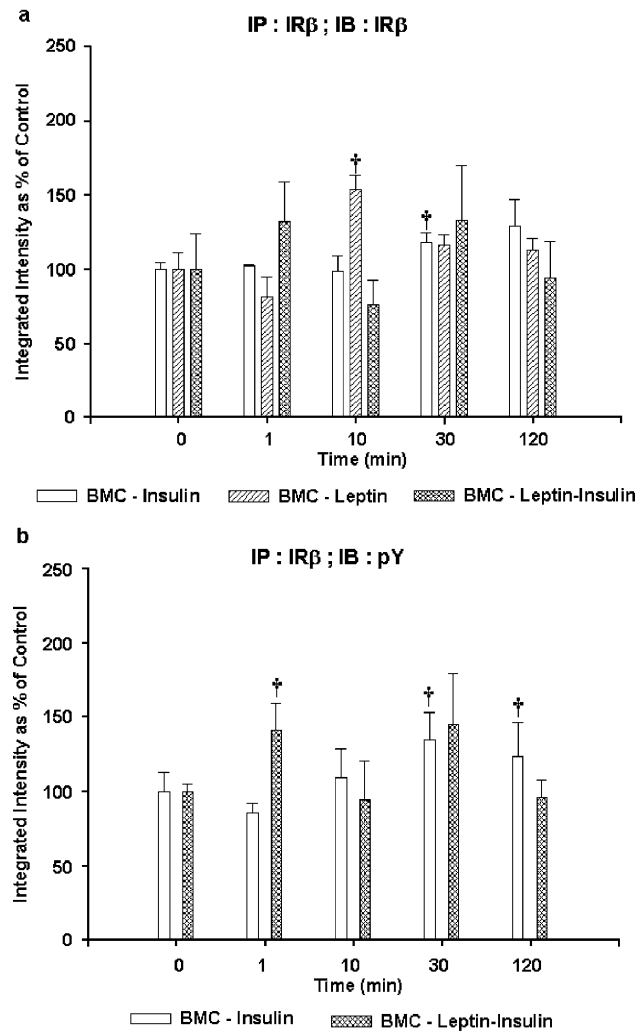 a
IP : IRβ ; IB : IRβ
Integrated Intensity as % of Control
250
200
150
100
50
0
†
†
0 1 10 30 120
Time (min)
BMC - Insulin BMC - Leptin BMC - Leptin-Insulin
b
IP : IRβ ; IB : pY
Integrated Intensity as % of Control
250
200
150
100
50
0
† † †
0 1 10 30 120
Time (min)
BMC - Insulin BMC - Leptin-Insulin